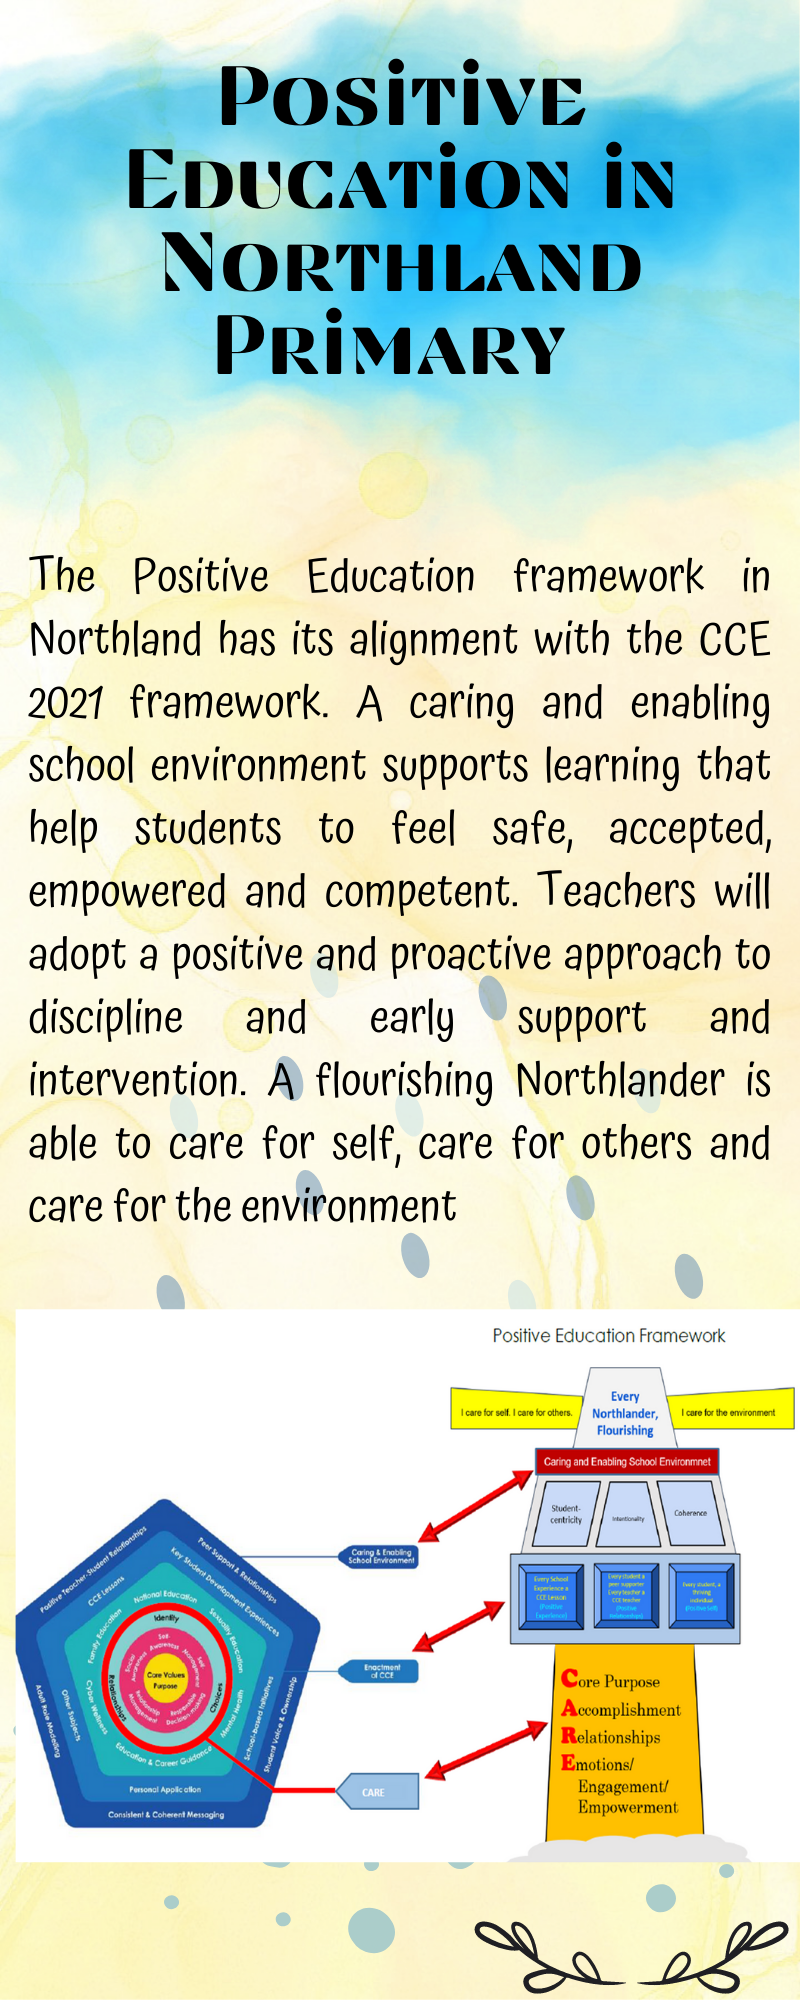 Positive
Education in
Northland
Primary
The Positive Education framework in
Northland has its alignment with the CCE
2021 framework. A caring and enabling
school environment supports learning that
help students to feel safe, accepted,
empowered and competent. Teachers will
adopt a positive and proactive approach to
discipline and early support and
intervention. A flourishing Northlander is
able to care for self, care for others and
care for the environment
Positive Education Framework
Every
Northlander,
Flourishing
I care for self. I care for others.
I care for the environment
Caring and Enabling School Environmnet
Student-
centricity
Intentionality
Coherence
Every School
Experience a
CCE Lesson
(Positive
Experience)
Every student a
peer supporter
Every teacher a
CCE teacher
(Positive
Relationships)
Every student, a
thriving
individual
(Positive Self)
Core Purpose
Accomplishment
Relationships
Emotions/
Engagement/
Empowerment
Caring & Enabling
School Environment
Enactment
of CCE
CARE
Positive Teacher-Student Relationships
Peer Support & Relationships
CCE Lessons
Key Student Development Experiences
National Education
Family Education
Sexuality Education
Identity
Relationships
Choices
Self-
Awareness
Social
Awareness
Self-
Management
Relationship
Management
Responsible
Decision-making
Core Values
Purpose
Cyber Wellness
Mental Health
Education & Career Guidance
Other Subjects
School-Based Initiatives
Adult Role Modelling
Student Voice & Ownership
Personal Application
Consistent & Coherent Messaging